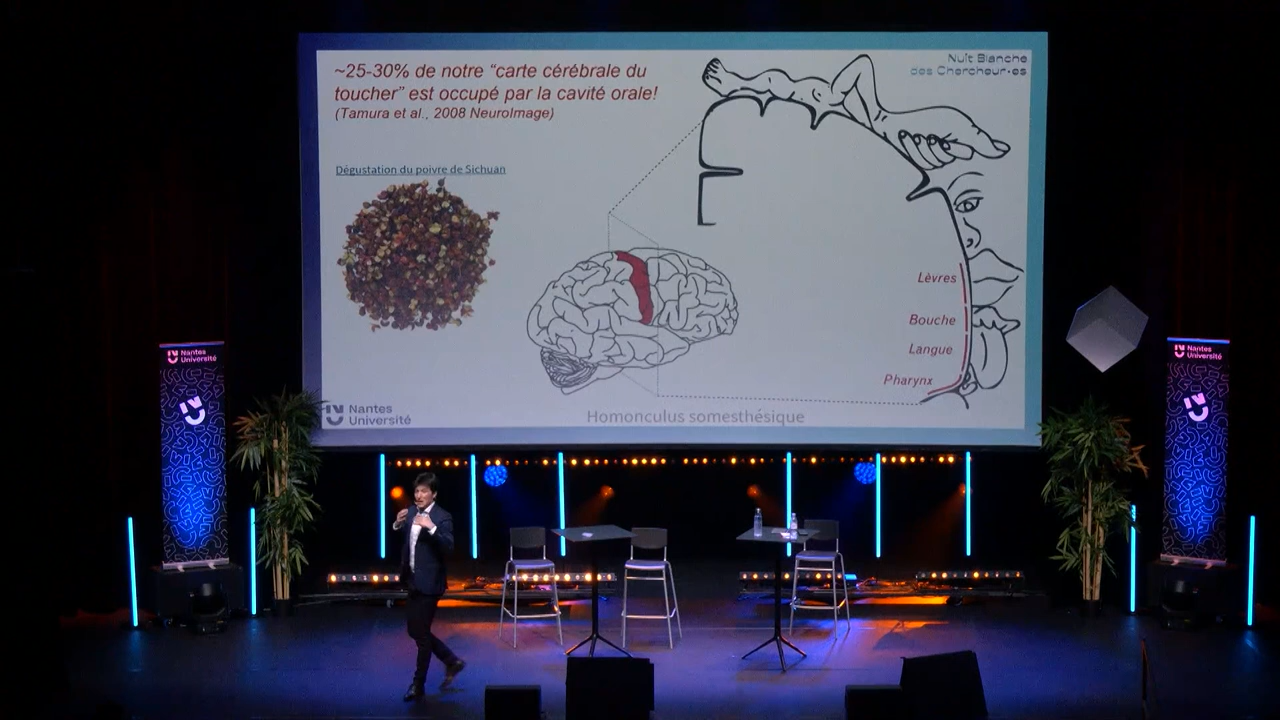 ~25-30% de notre “carte cérébrale du
toucher” est occupé par la cavité orale!
(Tamura et al., 2008 NeuroImage)
Nuit Blanche
des Chercheur·es
Dégustation du poivre de Sichuan
Lèvres
Bouche
Langue
Pharynx
Homonculus somesthésique
Nantes
Université
Nantes
Université
Nantes
Université